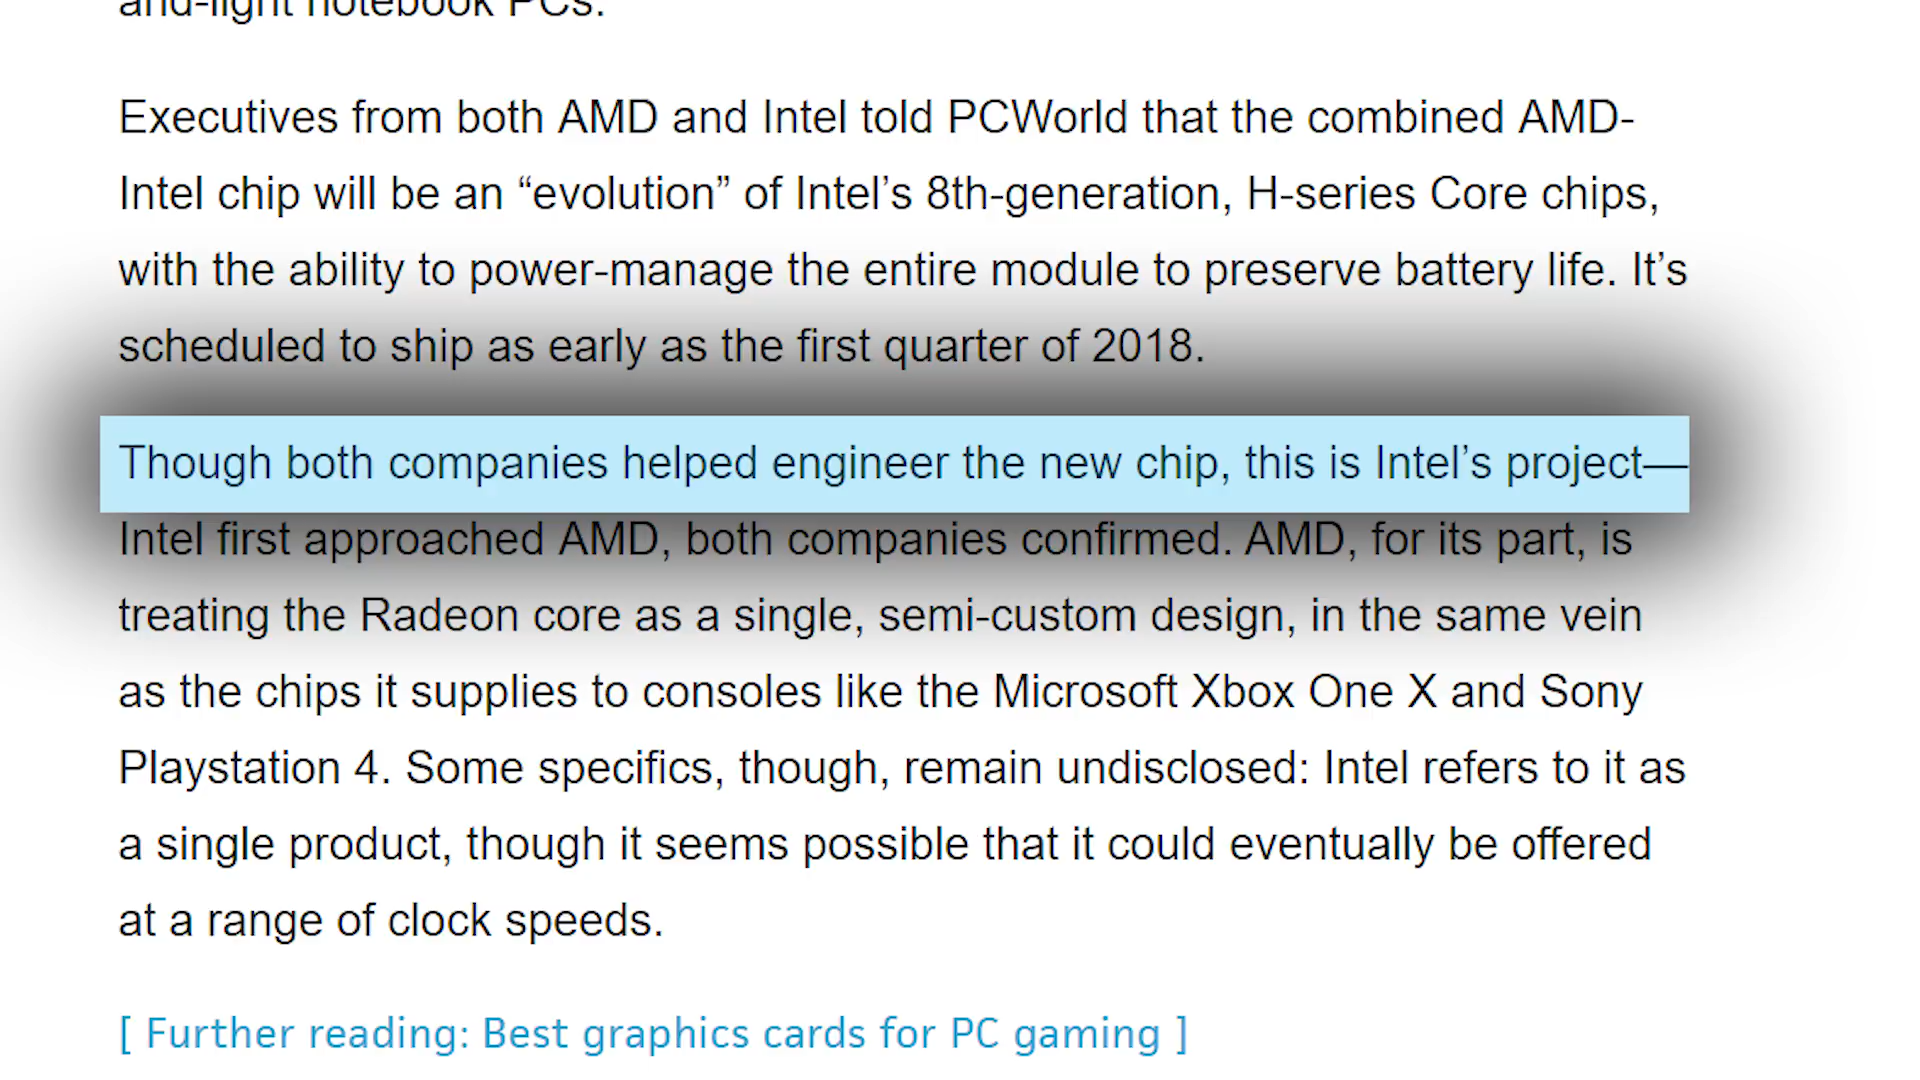 and-light notebook PCs.
Executives from both AMD and Intel told PCWorld that the combined AMD-
Intel chip will be an “evolution” of Intel’s 8th-generation, H-series Core chips,
with the ability to power-manage the entire module to preserve battery life. It’s
scheduled to ship as early as the first quarter of 2018.
Though both companies helped engineer the new chip, this is Intel’s project—
Intel first approached AMD, both companies confirmed. AMD, for its part, is
treating the Radeon core as a single, semi-custom design, in the same vein
as the chips it supplies to consoles like the Microsoft Xbox One X and Sony
Playstation 4. Some specifics, though, remain undisclosed: Intel refers to it as
a single product, though it seems possible that it could eventually be offered
at a range of clock speeds.
[ Further reading: Best graphics cards for PC gaming ]